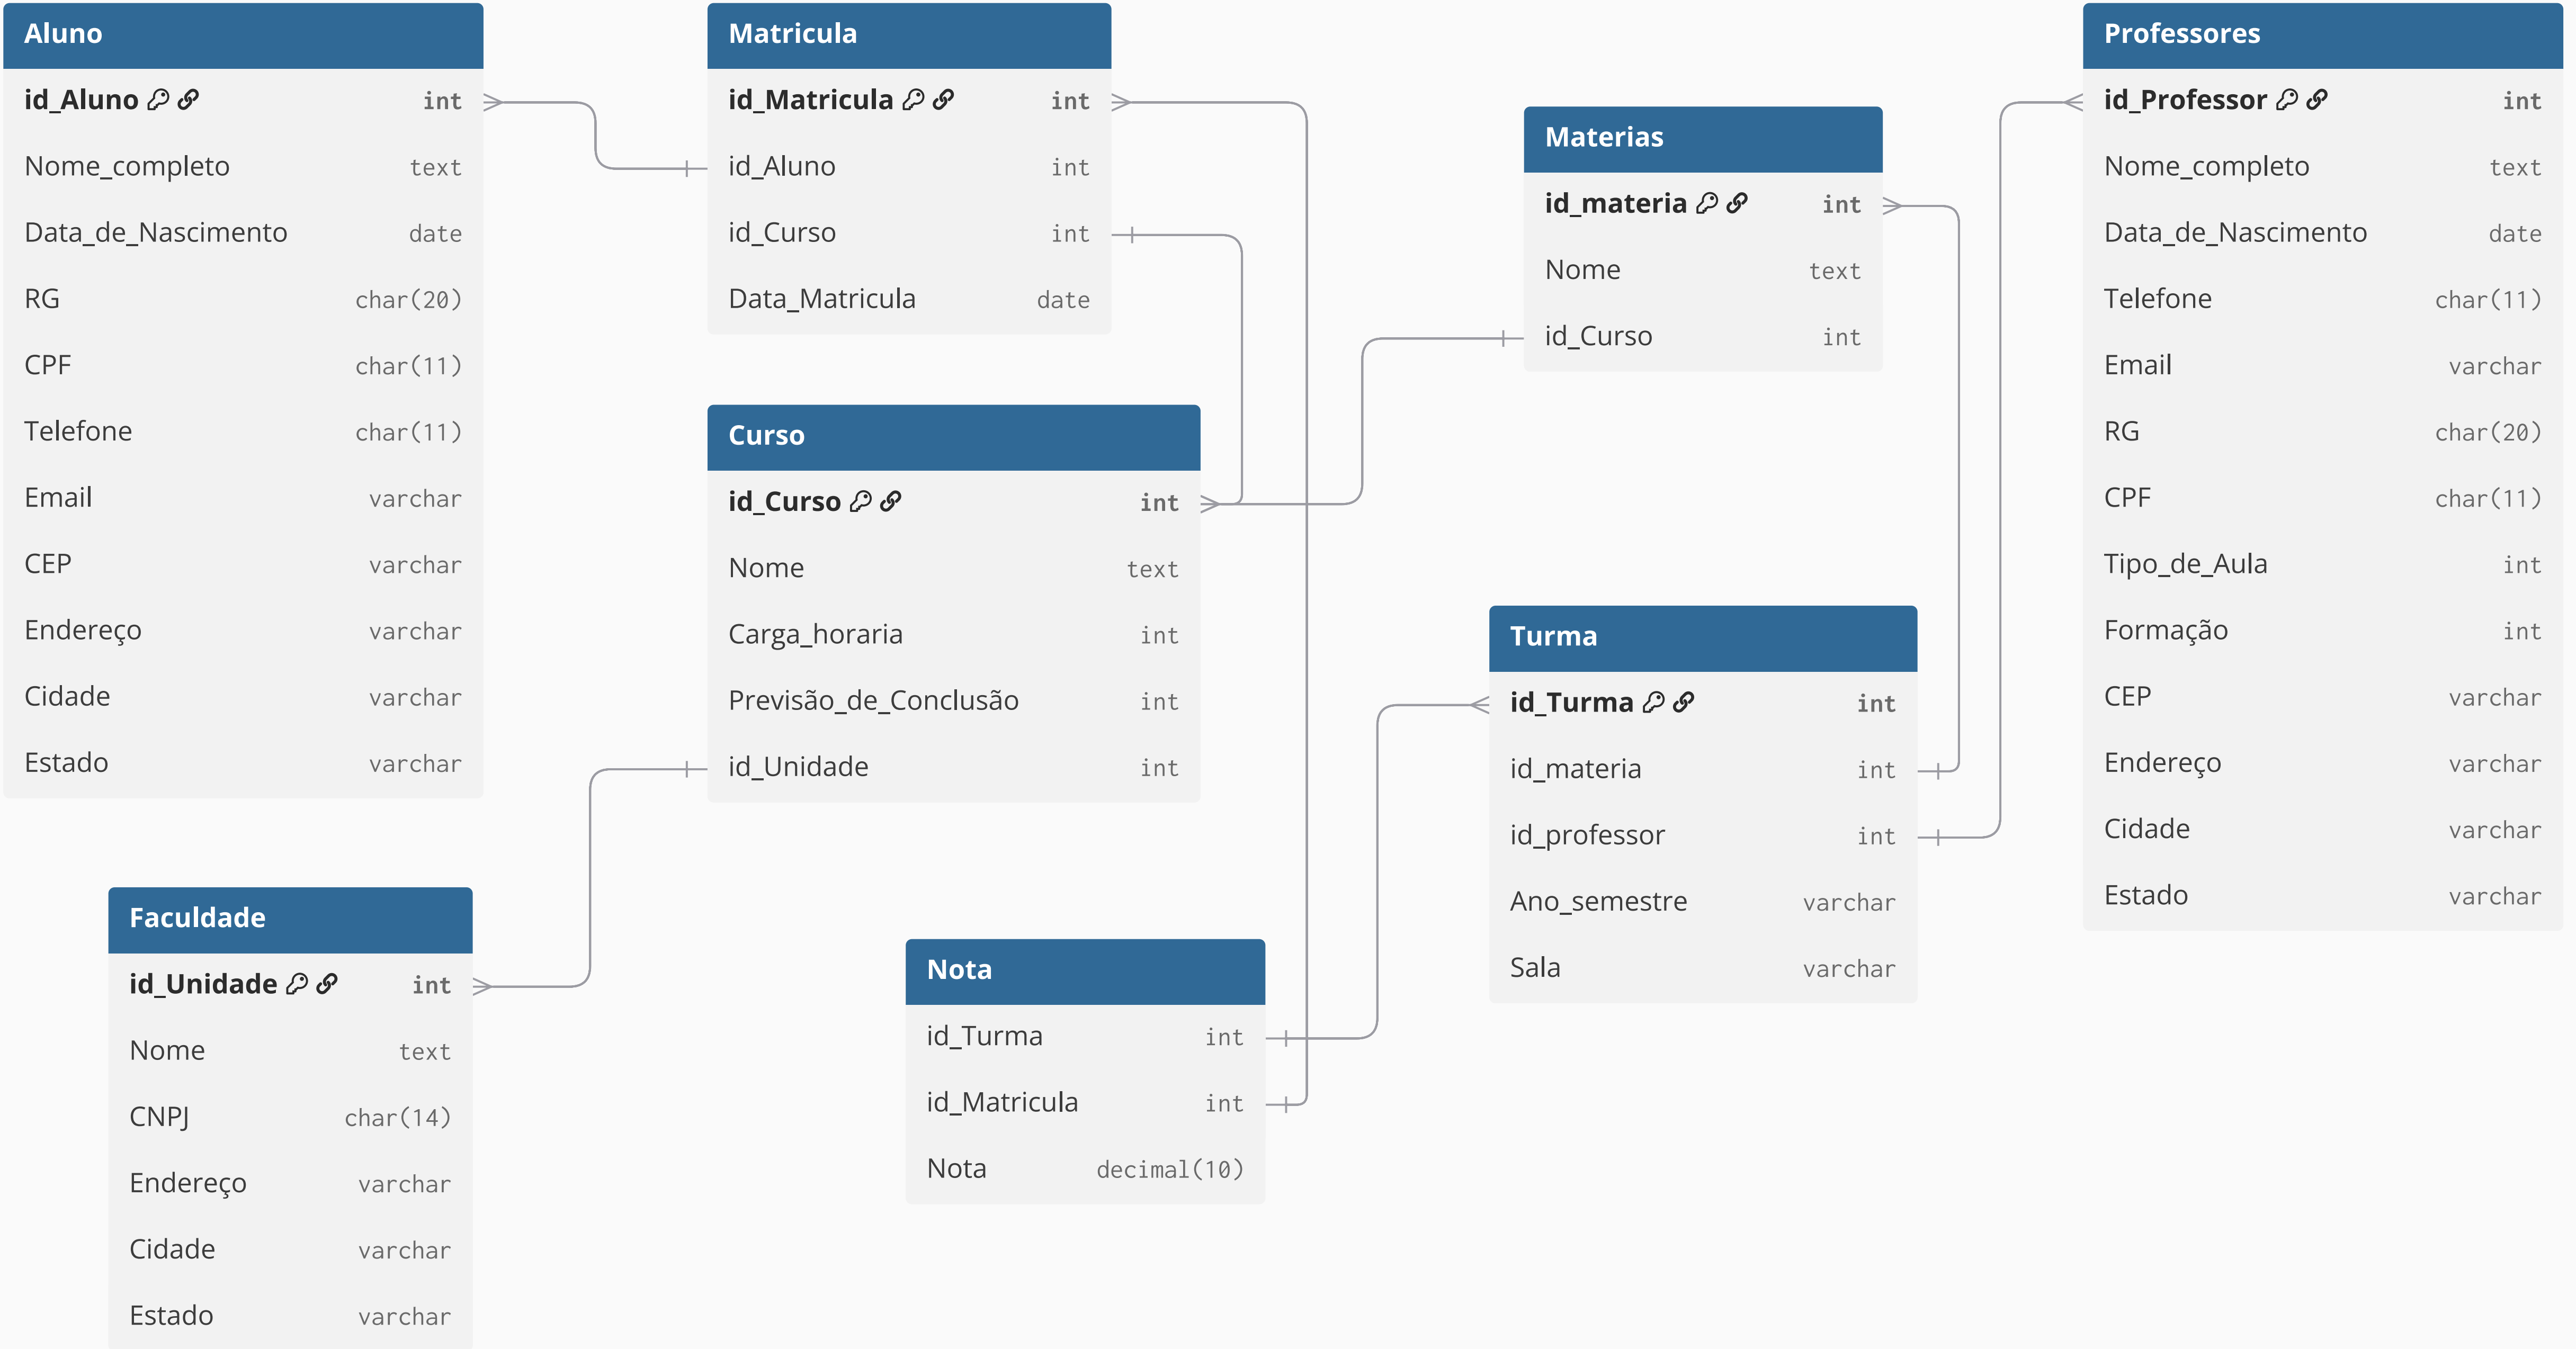 Aluno
id_Aluno int
Nome_completo text
Data_de_Nascimento date
RG char(20)
CPF char(11)
Telefone char(11)
Email varchar
CEP varchar
Endereço varchar
Cidade varchar
Estado varchar
Matricula
id_Matricula int
id_Aluno int
id_Curso int
Data_Matricula date
Curso
id_Curso int
Nome text
Carga_horaria int
Previsão_de_Conclusão int
id_Unidade int
Materias
id_materia int
Nome text
id_Curso int
Professores
id_Professor int
Nome_completo text
Data_de_Nascimento date
Telefone char(11)
Email varchar
RG char(20)
CPF char(11)
Tipo_de_Aula int
Formação int
CEP varchar
Endereço varchar
Cidade varchar
Estado varchar
Turma
id_Turma int
id_materia int
id_professor int
Ano_semestre varchar
Sala varchar
Faculdade
id_Unidade int
Nome text
CNPJ char(14)
Endereço varchar
Cidade varchar
Estado varchar
Nota
id_Turma int
id_Matricula int
Nota decimal(10)